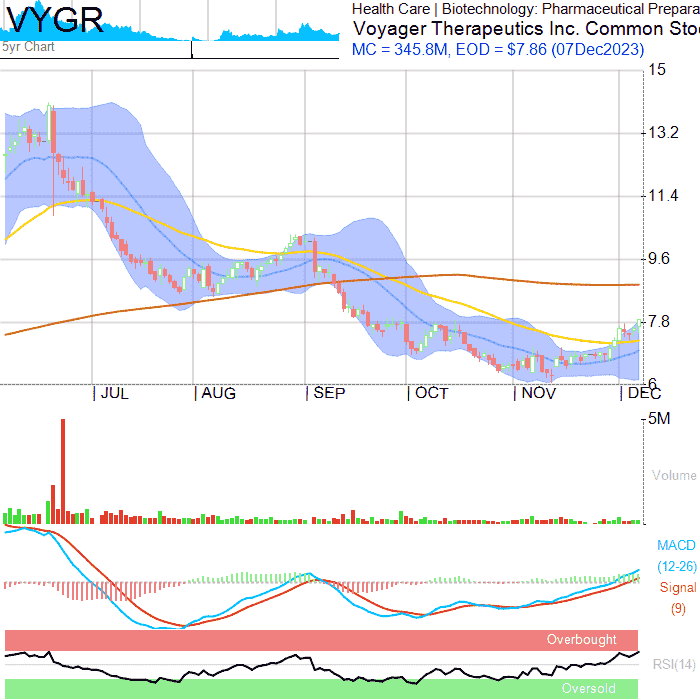 VYGR
5yr Chart
Health Care | Biotechnology: Pharmaceutical Prepara
Voyager Therapeutics Inc. Common Sto
MC = 345.8M, EOD = $7.86 (07Dec2023)
15
13.2
11.4
9.6
7.8
6
|JUL |AUG |SEP |OCT |NOV |DEC
5M
Volume
MACD
(12-26)
Signal
(9)
Overbought
RSI(14)
Oversold